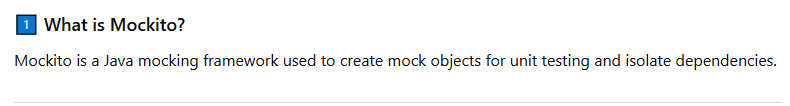 1 What is Mockito?
Mockito is a Java mocking framework used to create mock objects for unit testing and isolate dependencies.